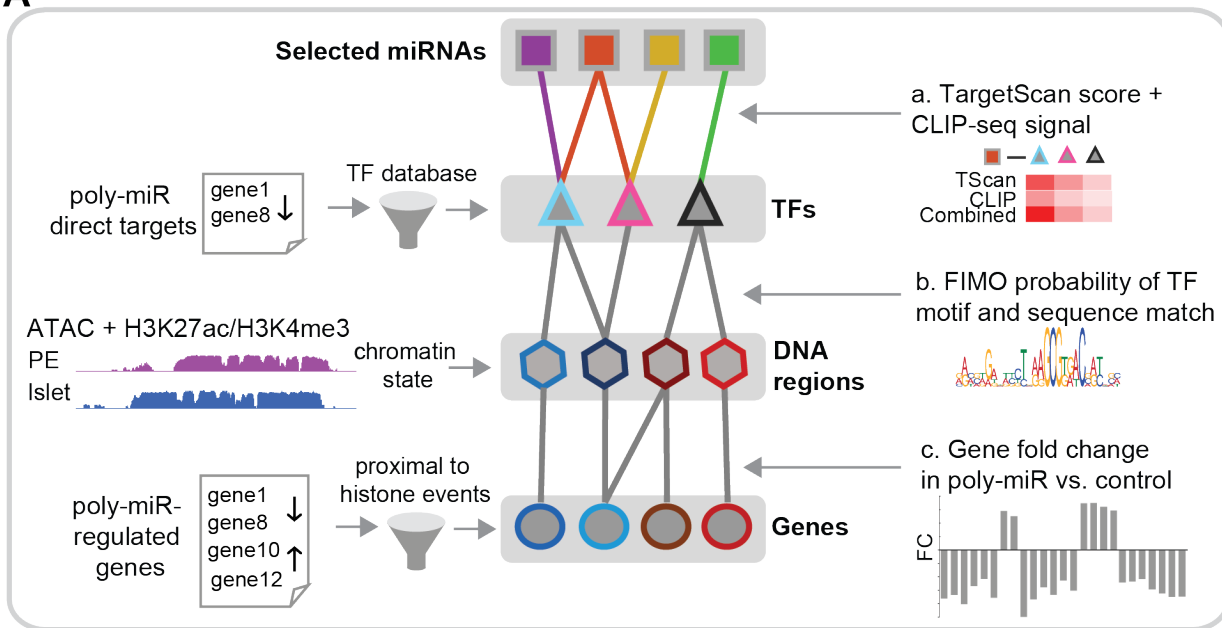 A
Selected miRNAs
a. TargetScan score +
CLIP-seq signal
TScan
CLIP
Combined
poly-miR
direct targets
gene1
gene8
TF database
TFs
b. FIMO probability of TF
motif and sequence match
ATAC + H3K27ac/H3K4me3
PE
Islet
chromatin
state
DNA
regions
c. Gene fold change
in poly-miR vs. control
FC
poly-miR-
regulated
genes
gene1
gene8
gene10
gene12
proximal to
histone events
Genes